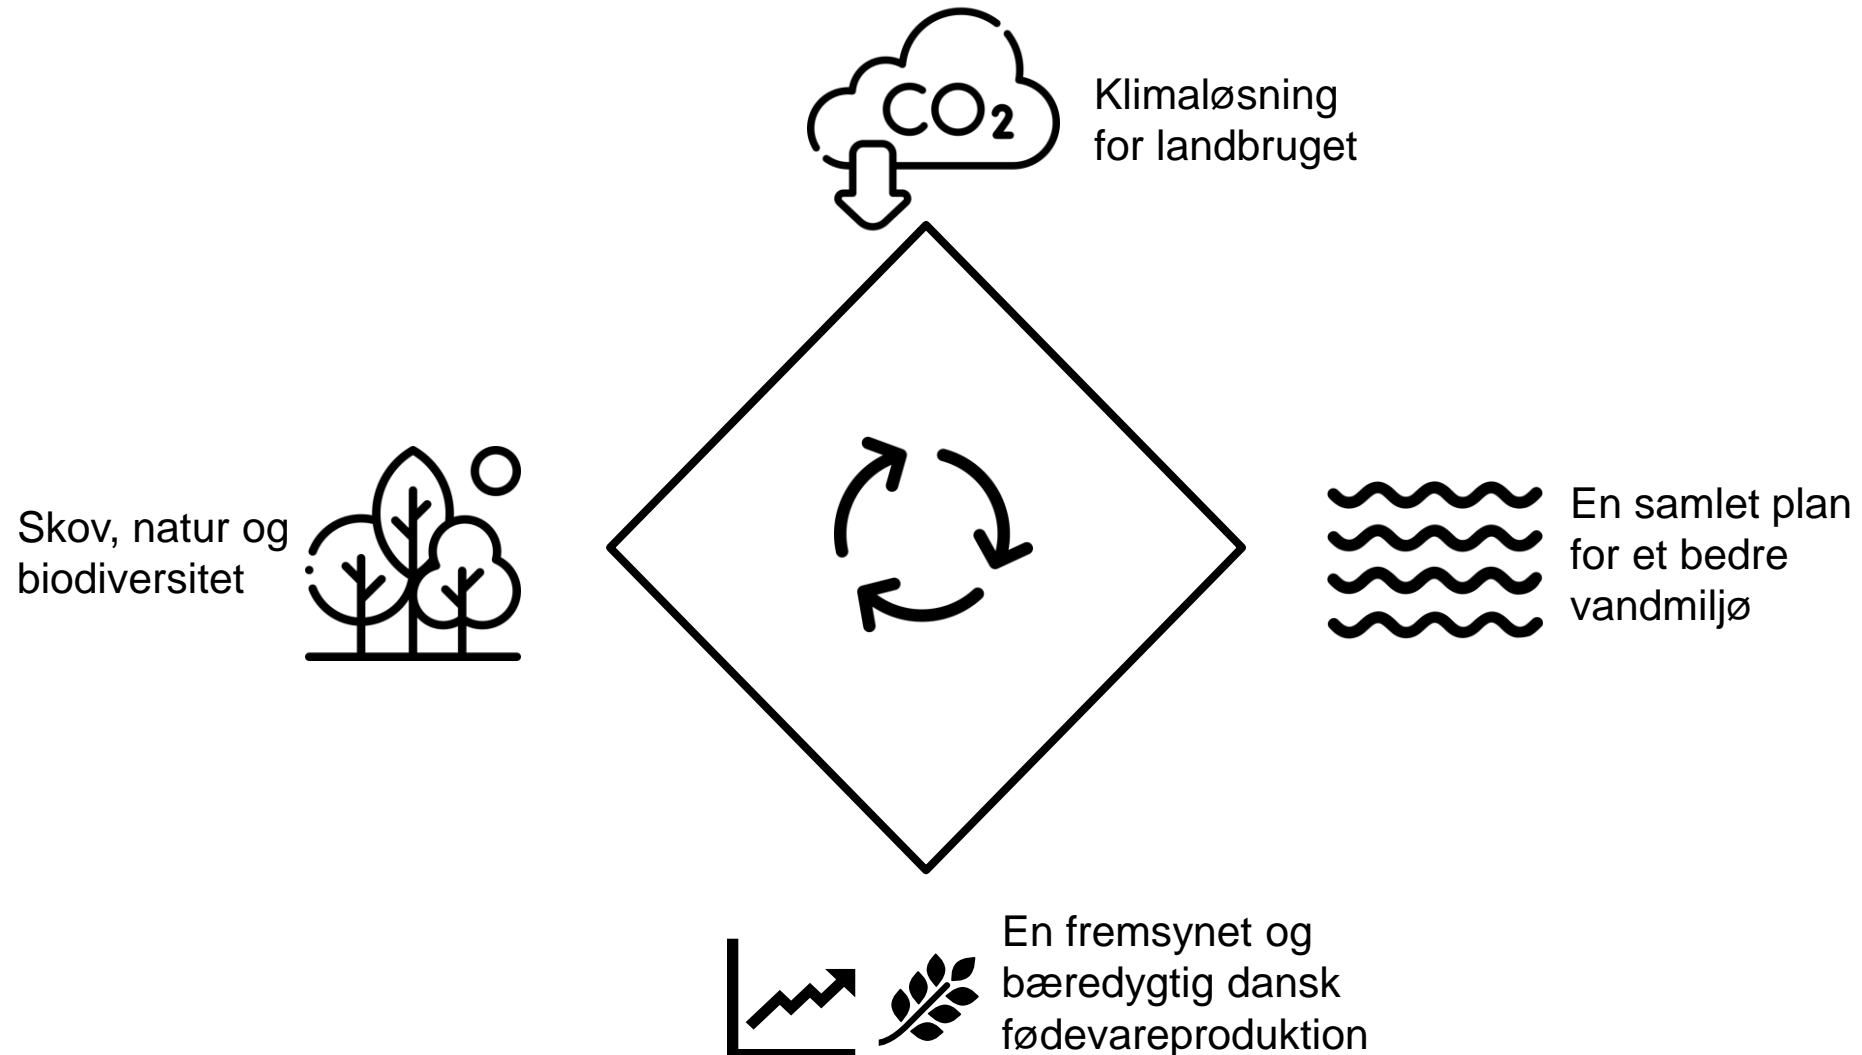 CO₂
Klimaløsning
for landbruget
Skov, natur og
biodiversitet
En samlet plan
for et bedre
vandmiljø
En fremsynet og
bæredygtig dansk
fødevareproduktion